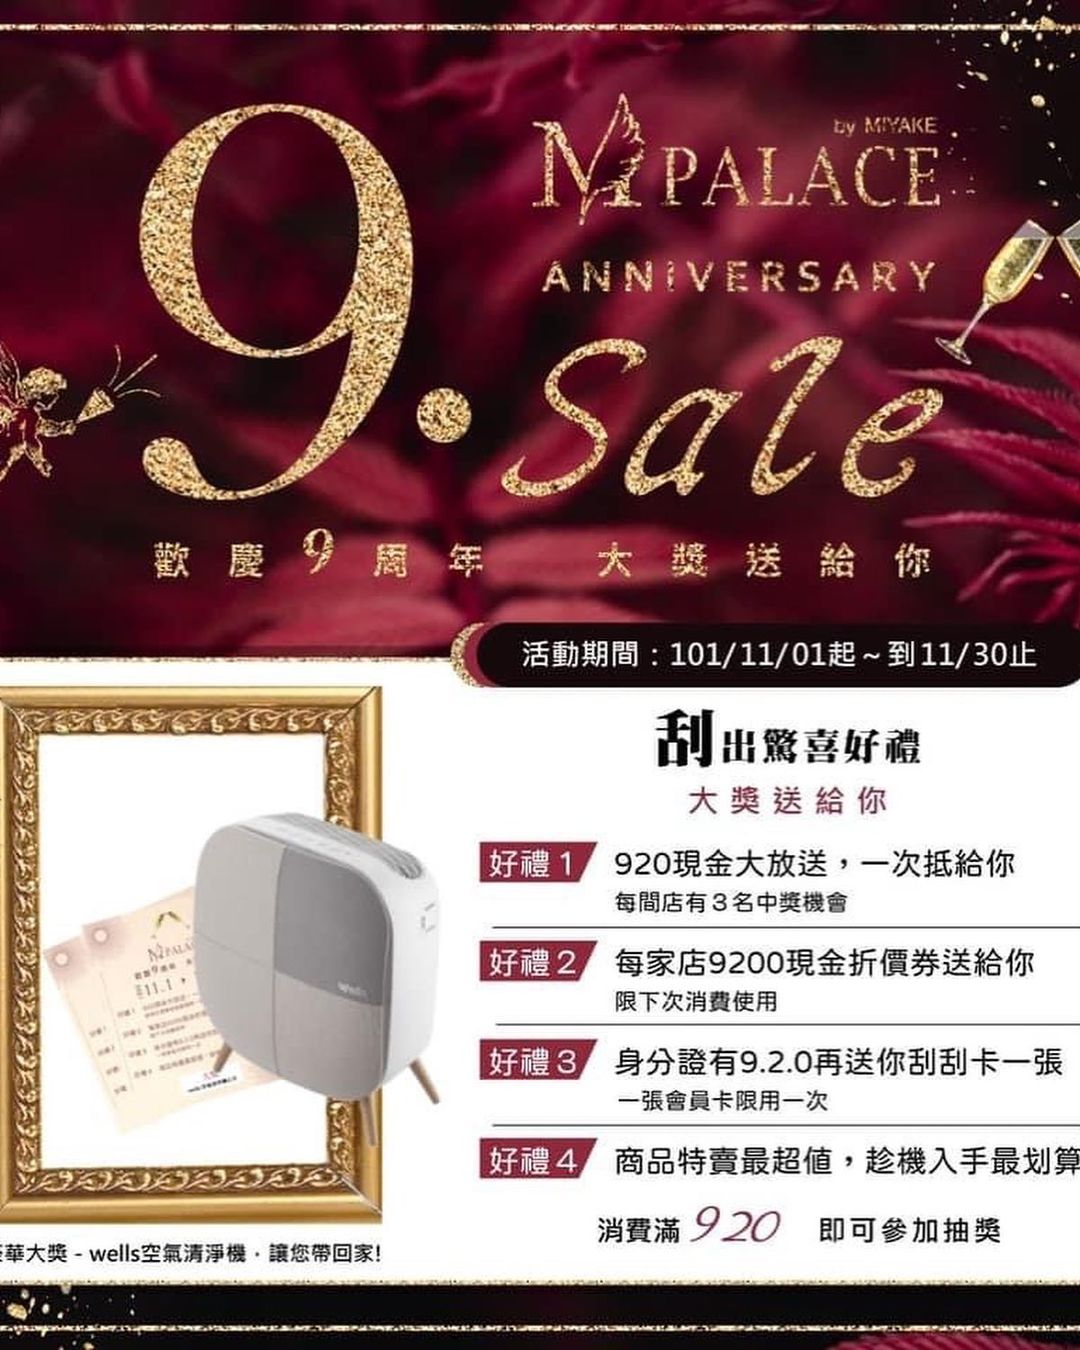 by MIYAKE
M PALACE
ANNIVERSARY
9. Sale
歡慶9周年 大獎送給你
活動期間：101/11/01起~到11/30止
刮出驚喜好禮
大獎送給你
好禮1 920現金大放送，一次抵給你
每間店有3名中獎機會
好禮2 每家店9200現金折價券送給你
限下次消費使用
好禮3 身分證有9.2.0再送你刮刮卡一張
一張會員卡限用一次
好禮4 商品特賣最超值，趁機入手最划算
消費滿920 即可參加抽獎
華大獎 - wells空氣清淨機．讓您帶回家!
wells
M PALA
11.1